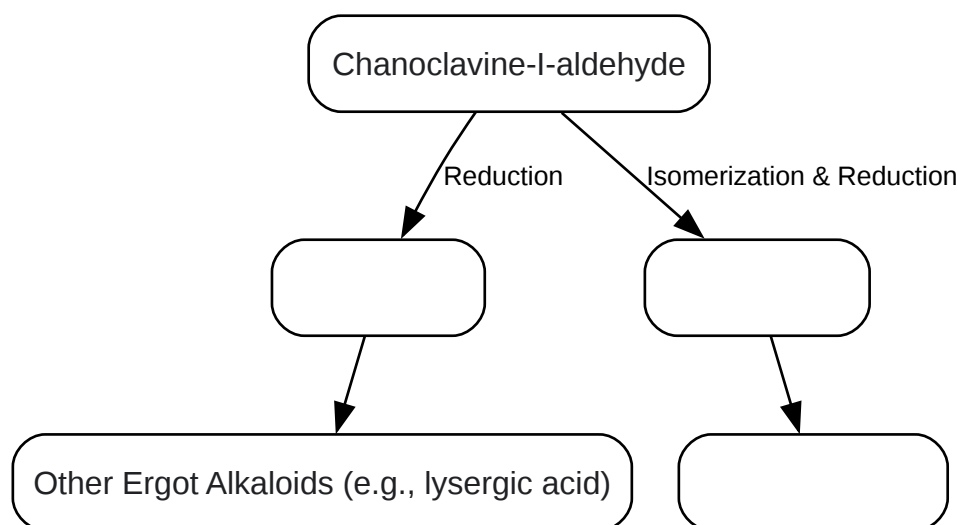 Chanoclavine-I-aldehyde
Reduction
Isomerization & Reduction
Other Ergot Alkaloids (e.g., lysergic acid)